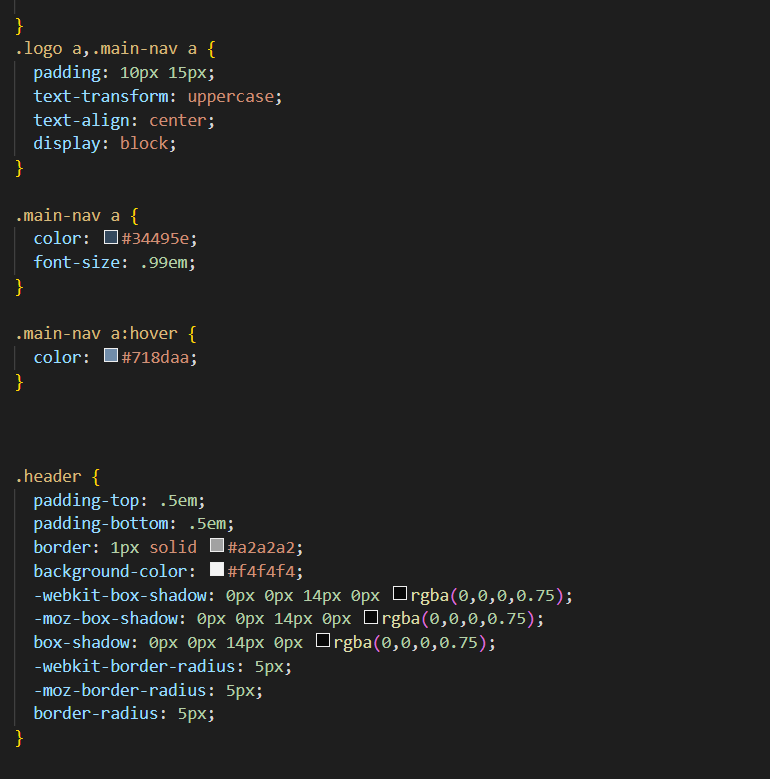 }
.logo a,.main-nav a {
padding: 10px 15px;
text-transform: uppercase;
text-align: center;
display: block;
}
.main-nav a {
color: #34495e;
font-size: .99em;
}
.main-nav a:hover {
color: #718daa;
}
.header {
padding-top: .5em;
padding-bottom: .5em;
border: 1px solid #a2a2a2;
background-color: #f4f4f4;
-webkit-box-shadow: 0px 0px 14px 0px rgba(0,0,0,0.75);
-moz-box-shadow: 0px 0px 14px 0px rgba(0,0,0,0.75);
box-shadow: 0px 0px 14px 0px rgba(0,0,0,0.75);
-webkit-border-radius: 5px;
-moz-border-radius: 5px;
border-radius: 5px;
}